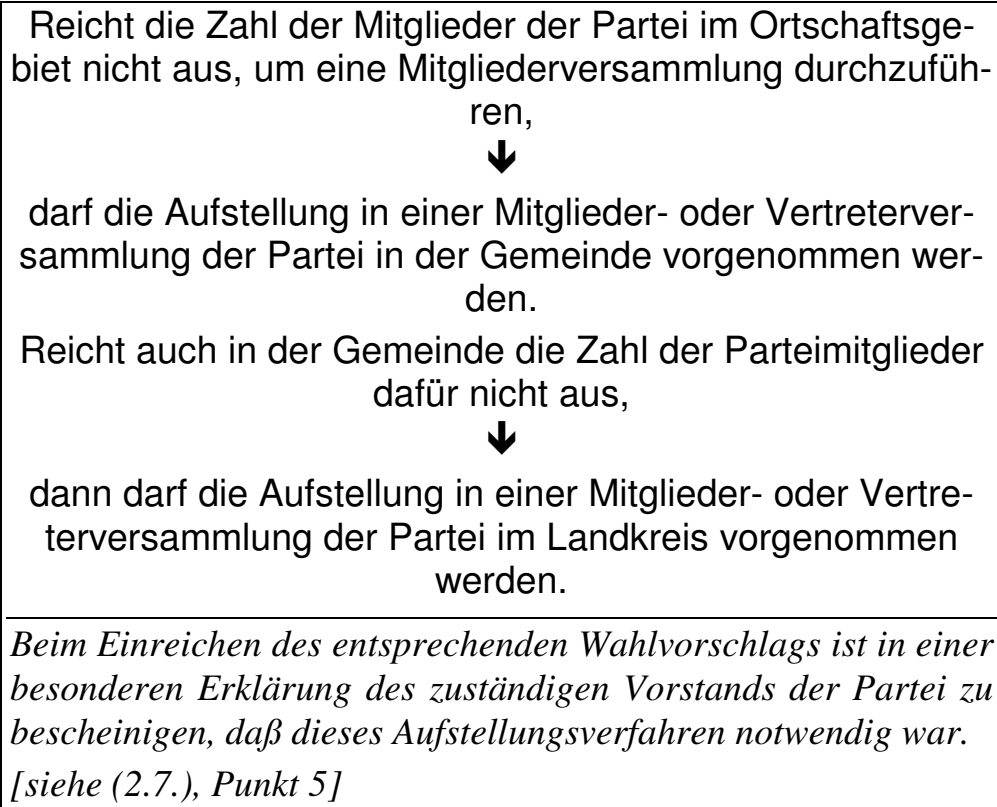 Reicht die Zahl der Mitglieder der Partei im Ortschaftsge-
biet nicht aus, um eine Mitgliederversammlung durchzufüh-
ren,
🡻
darf die Aufstellung in einer Mitglieder- oder Vertreterver-
sammlung der Partei in der Gemeinde vorgenommen wer-
den.
Reicht auch in der Gemeinde die Zahl der Parteimitglieder
dafür nicht aus,
🡻
dann darf die Aufstellung in einer Mitglieder- oder Vertre-
terversammlung der Partei im Landkreis vorgenommen
werden.
Beim Einreichen des entsprechenden Wahlvorschlags ist in einer
besonderen Erklärung des zuständigen Vorstands der Partei zu
bescheinigen, daß dieses Aufstellungsverfahren notwendig war.
[siehe (2.7.), Punkt 5]